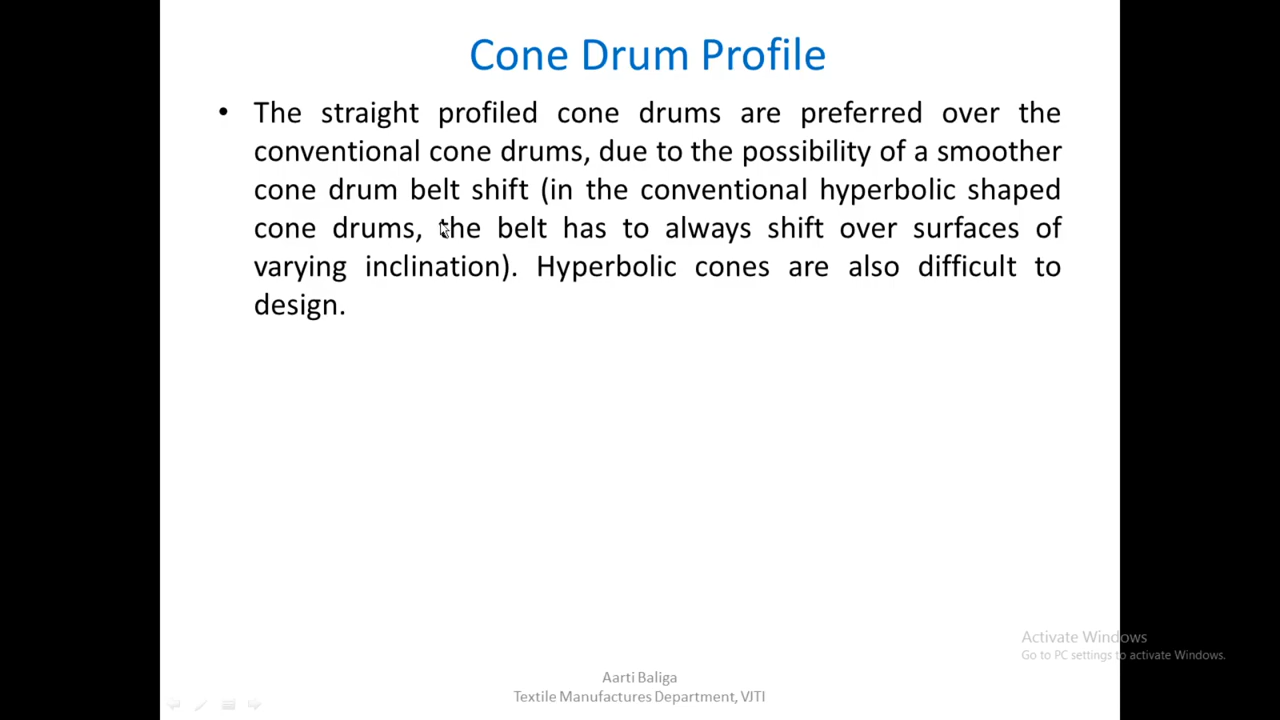 Cone Drum Profile
• The straight profiled cone drums are preferred over the
conventional cone drums, due to the possibility of a smoother
cone drum belt shift (in the conventional hyperbolic shaped
cone drums, the belt has to always shift over surfaces of
varying inclination). Hyperbolic cones are also difficult to
design.
Activate Windows
Go to PC settings to activate Windows.
Aarti Baliga
Textile Manufactures Department, VJTI